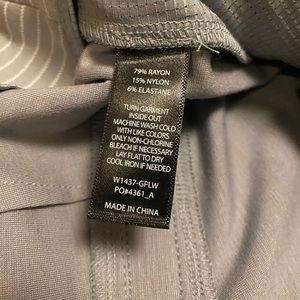 79% RAYON
15% NYLON
6% ELASTANE
TURN GARMENT
INSIDE OUT
MACHINE WASH COLD
WITH LIKE COLORS
ONLY NON-CHLORINE
BLEACH IF NECESSARY
LAY FLAT TO DRY
COOL IRON IF NEEDED
W1437-GPLW
PO#4361_A
MADE IN CHINA